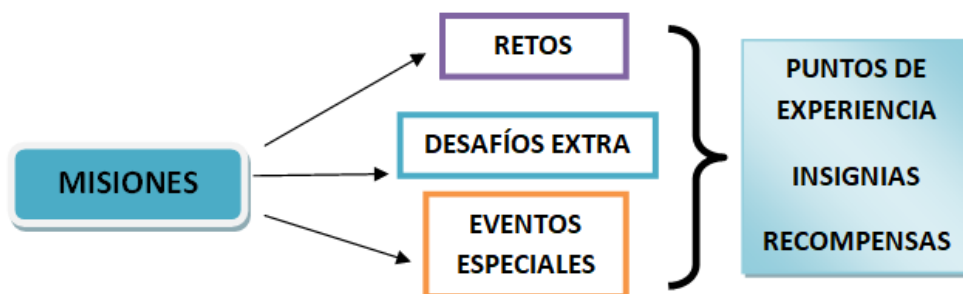 MISIONES
RETOS
DESAFÍOS EXTRA
EVENTOS
ESPECIALES
PUNTOS DE
EXPERIENCIA
INSIGNIAS
RECOMPENSAS